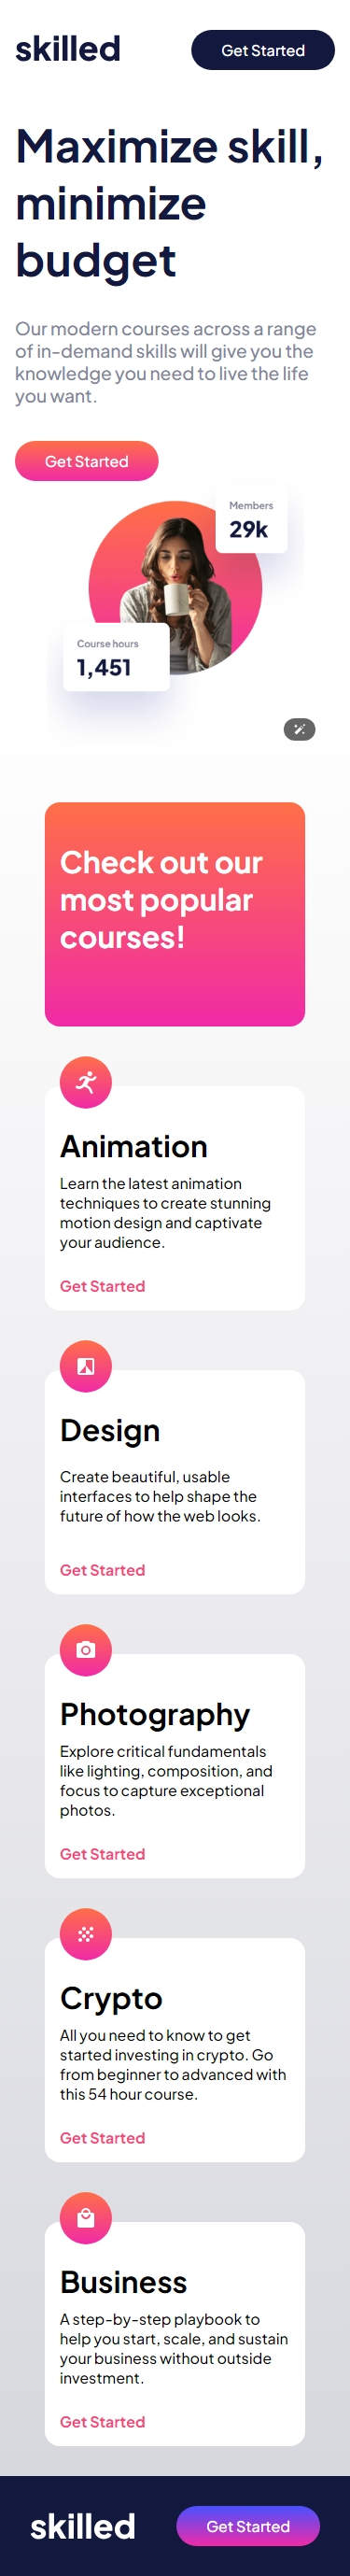 skilled
Get Started
Maximize skill,
minimize
budget
Our modern courses across a range
of in-demand skills will give you the
knowledge you need to live the life
you want.
Get Started
Members
29k
Course hours
1,451
Check out our
most popular
courses!
Animation
Learn the latest animation
techniques to create stunning
motion design and captivate
your audience.
Get Started
Design
Create beautiful, usable
interfaces to help shape the
future of how the web looks.
Get Started
Photography
Explore critical fundamentals
like lighting, composition, and
focus to capture exceptional
photos.
Get Started
Crypto
All you need to know to get
started investing in crypto. Go
from beginner to advanced with
this 54 hour course.
Get Started
Business
A step-by-step playbook to
help you start, scale, and sustain
your business without outside
investment.
Get Started
skilled
Get Started